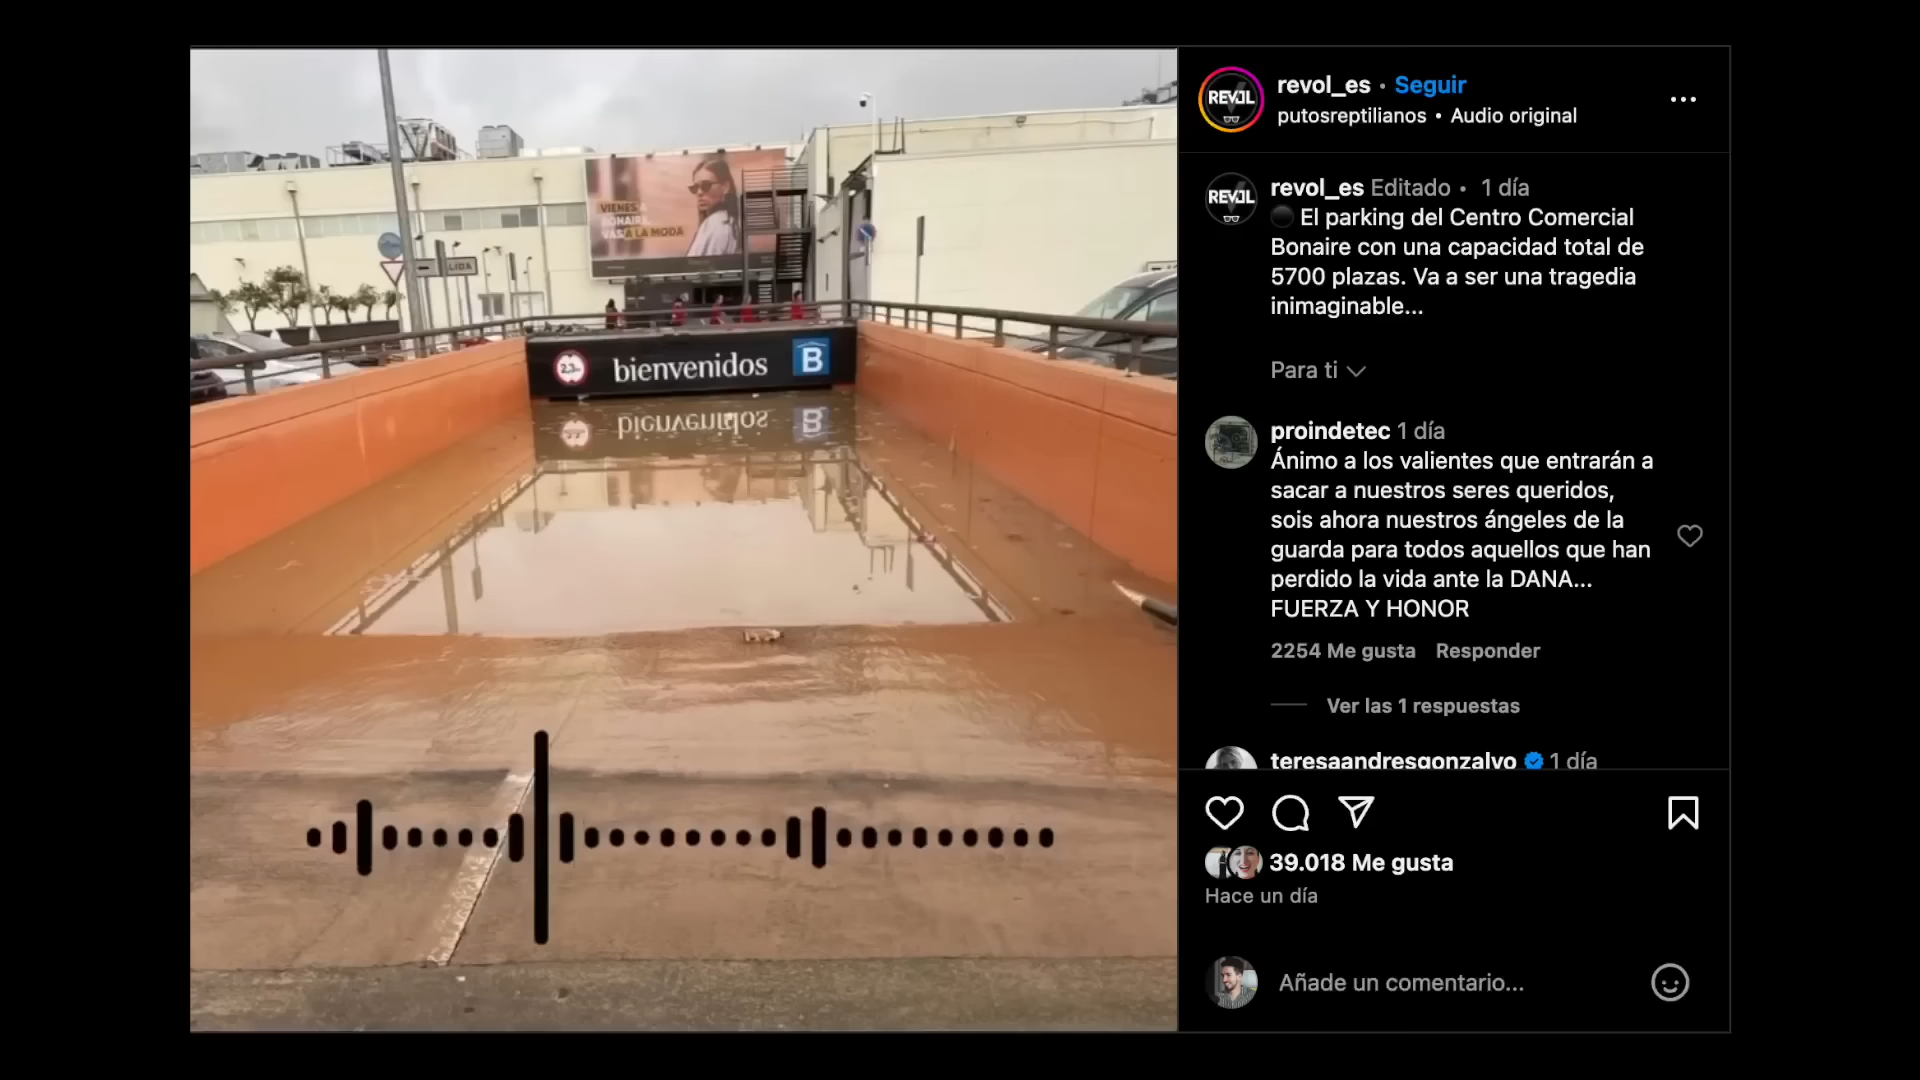 VIENES A
BONAIRE,
VAS A LA MODA
LIDA
2,3m
bienvenidos
B
REVOL
revol_es • Seguir
putosreptilianos • Audio original
REVOL
revol_es Editado • 1 día
El parking del Centro Comercial
Bonaire con una capacidad total de
5700 plazas. Va a ser una tragedia
inimaginable...
Para ti
proindetec 1 día
Ánimo a los valientes que entrarán a
sacar a nuestros seres queridos,
sois ahora nuestros ángeles de la
guarda para todos aquellos que han
perdido la vida ante la DANA...
FUERZA Y HONOR
2254 Me gusta Responder
Ver las 1 respuestas
teresaandresgonzalvo 1 día
39.018 Me gusta
Hace un día
Añade un comentario...